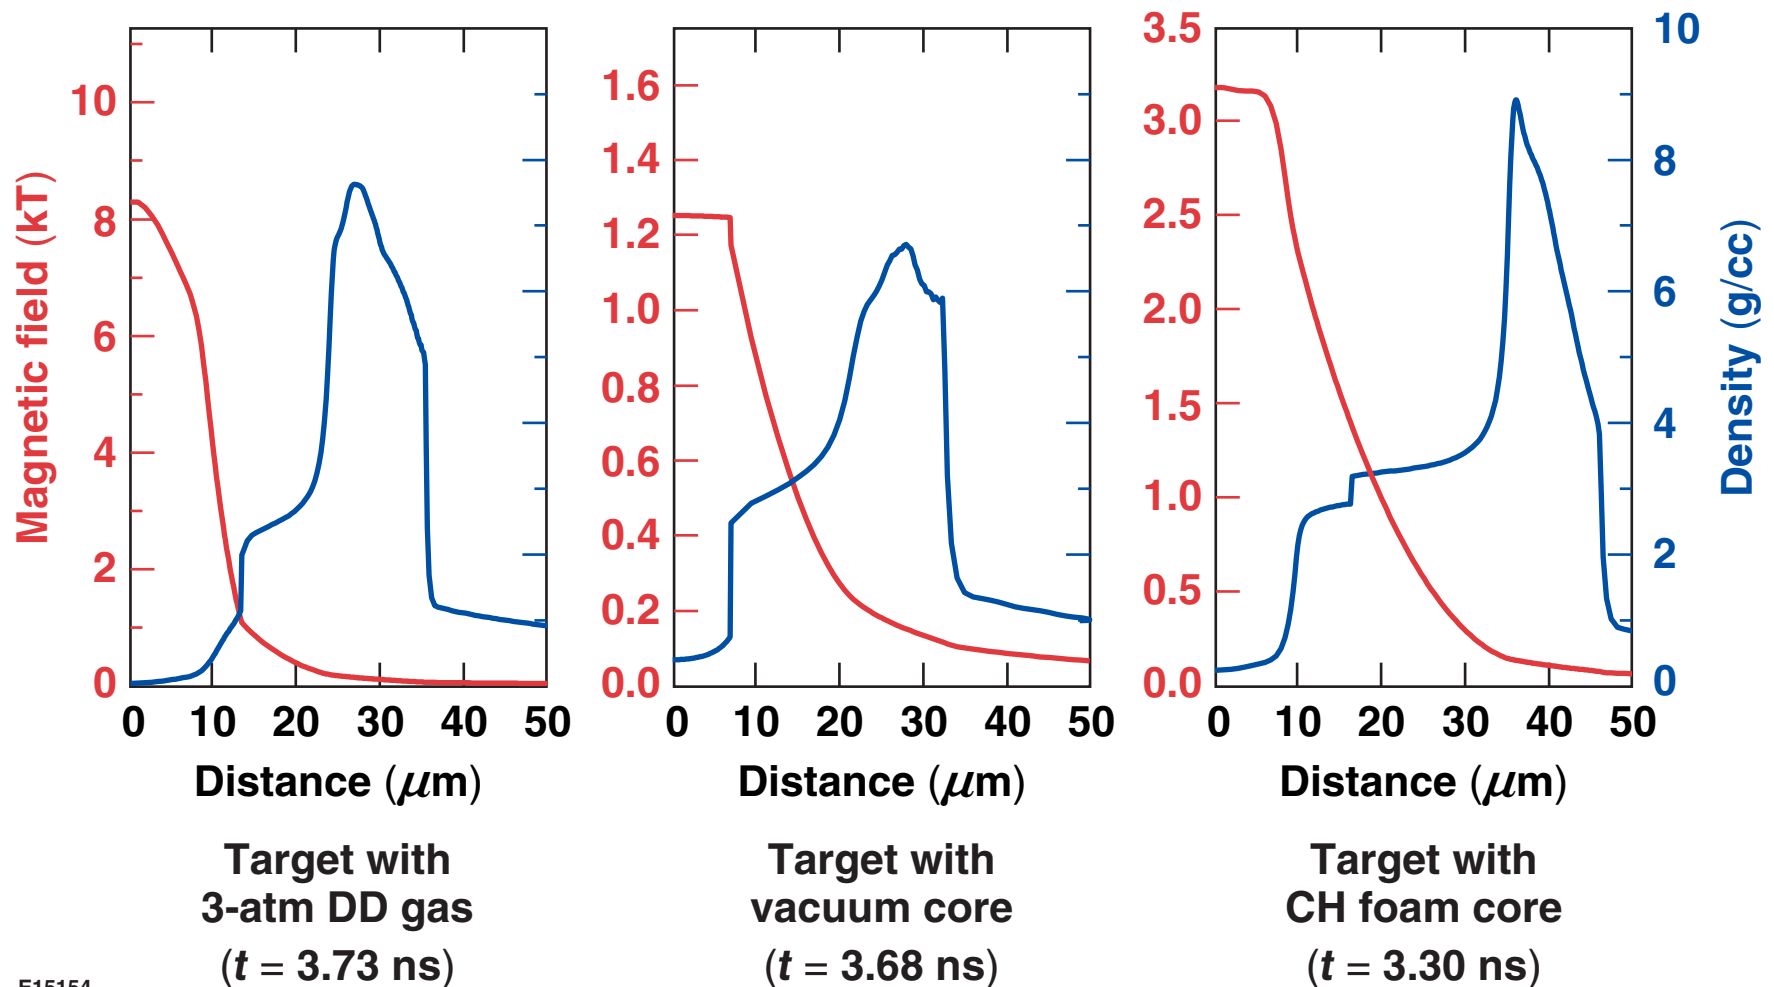 Magnetic field (kT)
10
8
6
4
2
0
0 10 20 30 40 50
Distance (μm)
Target with
3-atm DD gas
(t = 3.73 ns)
1.6
1.4
1.2
1.0
0.8
0.6
0.4
0.2
0.0
0 10 20 30 40 50
Distance (μm)
Target with
vacuum core
(t = 3.68 ns)
3.5
3.0
2.5
2.0
1.5
1.0
0.5
0.0
0 10 20 30 40 50
Distance (μm)
Target with
CH foam core
(t = 3.30 ns)
10
8
6
4
2
0
Density (g/cc)